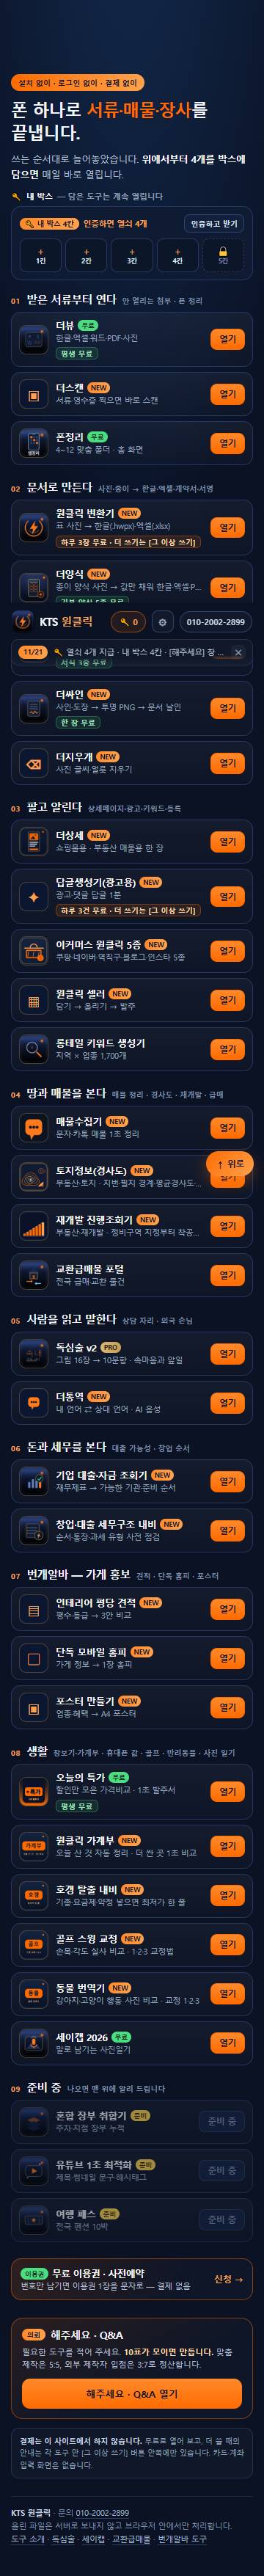 설치 없이 · 로그인 없이 · 결제 없이
폰 하나로 서류·매물·장사를
끝냅니다.
쓰는 순서대로 늘어놓았습니다. 위에서부터 4개를 박스에
담으면 매일 바로 열립니다.
내 박스 — 담은 도구는 계속 열립니다
내 박스 4칸 인증하면 열쇠 4개
인증하고 받기
+ + + +
1칸 2칸 3칸 4칸 5칸
01 받은 서류부터 연다 안 열리는 첨부 · 폰 정리
더뷰 무료
한글·엑셀·워드·PDF·사진
평생 무료
열기
더스캔 NEW
서류·영수증 찍으면 바로 스캔
열기
폰정리 무료
4~12 맞춤 폴더 · 홈 화면
열기
02 문서로 만든다 사진·종이 → 한글·엑셀·계약서·서명
원클릭 변환기 NEW
표 사진 → 한글(.hwpx)·엑셀(.xlsx)
하루 3장 무료 · 더 쓰기는 [그 이상 쓰기]
열기
더양식 NEW
종이 양식 사진 → 값만 채워 한글·엑셀·P…
열기
KTS 원클릭
0
010-2002-2899
11/21 열쇠 4개 지급 · 내 박스 4칸 · [해주세요] 장 … ✕
더싸인 NEW
사인·도장 → 투명 PNG → 문서 날인
한 장 무료
열기
더지우개 NEW
사진 글씨·얼룩 지우기
열기
03 팔고 알린다 상세페이지·광고·키워드·등록
더상세 NEW
쇼핑몰용 · 부동산 매물용 한 장
열기
답글생성기(광고용) NEW
광고 댓글 답글 1분
하루 3건 무료 · 더 쓰기는 [그 이상 쓰기]
열기
이커머스 원클릭 5종 NEW
쿠팡·네이버·역직구·블로그·인스타 5종
열기
원클릭 셀러 NEW
담기 → 올리기 → 발주
열기
롱테일 키워드 생성기
지역 × 업종 1,700개
열기
04 땅과 매물을 본다 매물 정리 · 경사도 · 재개발 · 급매
매물수집기 NEW
문자·카톡 매물 1초 정리
열기
↑ 위로
토지정보(경사도) NEW
부동산·토지 · 지번·필지 경계·평균경사도…
열기
재개발 진행조회기 NEW
부동산·재개발 · 정비구역 지정부터 착공…
열기
교환급매물 포털
전국 급매·교환 물건
열기
05 사람을 읽고 말한다 상담 자리 · 외국 손님
독심술 v2 PRO
그림 16장 → 10문항 · 속마음과 앞일
열기
더통역 NEW
내 언어 ⇄ 상대 언어 · AI 음성
열기
06 돈과 세무를 본다 대출 가능성 · 창업 순서
기업 대출·자금 조회기 NEW
재무제표 → 가능한 기관·준비 순서
열기
창업·대출 세무구조 내비 NEW
순서·통장·과세 유형 사전 점검
열기
07 번개알바 — 가게 홍보 견적 · 단독 홈피 · 포스터
인테리어 평당 견적 NEW
평수·등급 → 3안 비교
열기
단독 모바일 홈피 NEW
가게 정보 → 1장 홈피
열기
포스터 만들기 NEW
업종·혜택 → A4 포스터
열기
08 생활 장보기·가계부 · 휴대폰 값 · 골프 · 반려동물 · 사진 일기
오늘의 특가 무료
할인만 모은 가격비교 · 1초 발주서
평생 무료
열기
원클릭 가계부 NEW
오늘 산 것 자동 정리 · 더 싼 곳 1초 비교
열기
호갱 탈출 내비 NEW
기종·요금제·약정 넣으면 최저가 한 줄
열기
골프 스윙 교정 NEW
손목·각도 실사 비교 · 1·2·3 교정법
열기
동물 번역기 NEW
강아지·고양이 행동 사진 비교 · 교정 1·2·3
열기
세이캡 2026 무료
말로 남기는 사진일기
열기
09 준비 중 나오면 맨 위에 알려 드립니다
혼합 장부 취합기 준비
주차·지점 장부 누적
준비 중
유튜브 1초 최적화 준비
제목·썸네일 문구·해시태그
준비 중
여행 패스 준비
전국 펜션 10박
준비 중
이용권 무료 이용권 · 사전예약
번호만 남기면 이용권 1장을 문자로 — 결제 없음
신청 →
의뢰 해주세요 · Q&A
필요한 도구를 적어 주세요. 10표가 모이면 만듭니다. 맞춤
제작은 5:5, 외부 제작자 입점은 3:7로 정산합니다.
해주세요 · Q&A 열기
결제는 이 사이트에서 하지 않습니다. 무료로 열어 보고, 더 쓸 때의
안내는 각 도구 안 [그 이상 쓰기] 버튼 안쪽에만 있습니다. 카드·계좌
입력 화면은 없습니다.
KTS 원클릭 · 문의 010-2002-2899
올린 파일은 서버로 보내지 않고 브라우저 안에서만 처리합니다.
도구 소개 · 독심술 · 세이캡 · 교환급매물 · 번개알바 도구